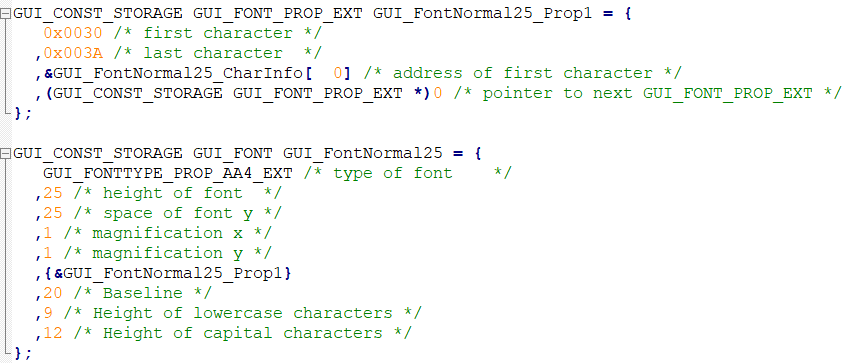 GUI_CONST_STORAGE GUI_FONT_PROP_EXT GUI_FontNormal25_Prop1 = {
   0x0030 /* first character */
  ,0x003A /* last character  */
  ,&GUI_FontNormal25_CharInfo[  0] /* address of first character */
  ,(GUI_CONST_STORAGE GUI_FONT_PROP_EXT *)0 /* pointer to next GUI_FONT_PROP_EXT */
};

GUI_CONST_STORAGE GUI_FONT GUI_FontNormal25 = {
   GUI_FONTTYPE_PROP_AA4_EXT /* type of font    */
  ,25 /* height of font  */
  ,25 /* space of font y */
  ,1 /* magnification x */
  ,1 /* magnification y */
  ,{&GUI_FontNormal25_Prop1}
  ,20 /* Baseline */
  ,9 /* Height of lowercase characters */
  ,12 /* Height of capital characters */
};